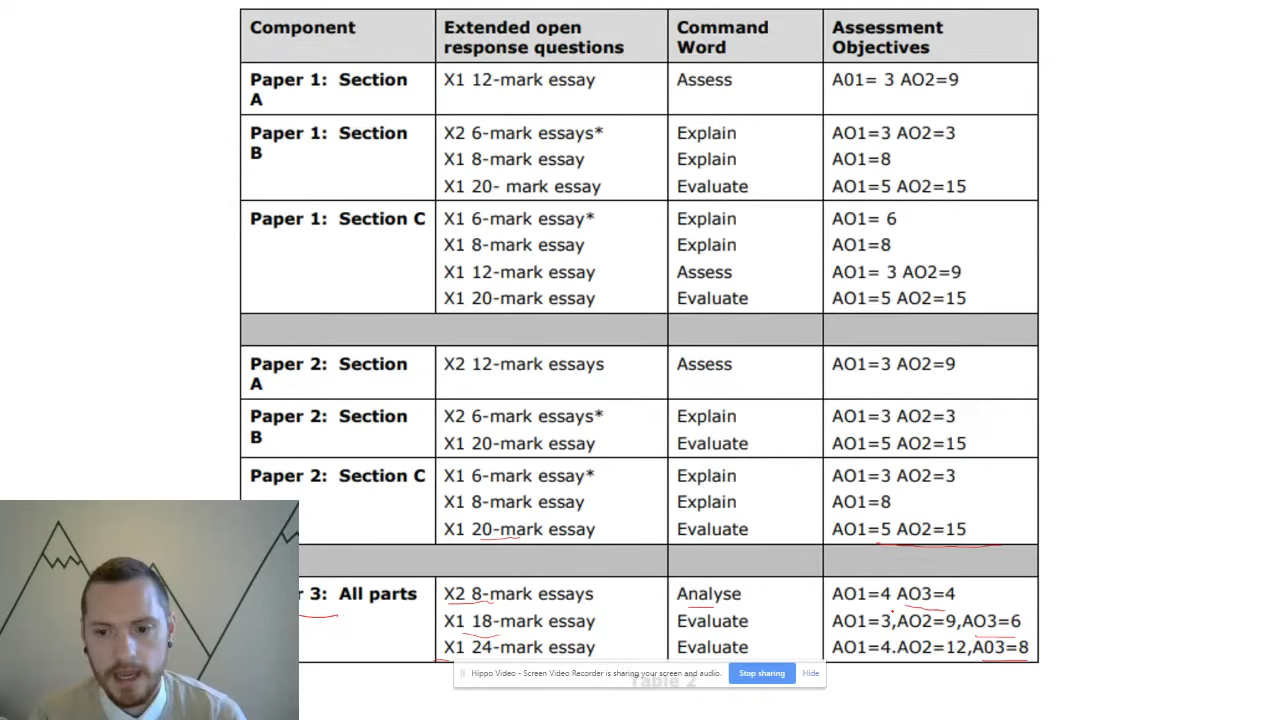 Component Extended open response questions Command Word Assessment Objectives
Paper 1: Section A X1 12-mark essay Assess A01= 3 AO2=9
Paper 1: Section B X2 6-mark essays* Explain AO1=3 AO2=3
X1 8-mark essay Explain AO1=8
X1 20- mark essay Evaluate AO1=5 AO2=15
Paper 1: Section C X1 6-mark essay* Explain AO1= 6
X1 8-mark essay Explain AO1=8
X1 12-mark essay Assess AO1= 3 AO2=9
X1 20-mark essay Evaluate AO1=5 AO2=15
Paper 2: Section A X2 12-mark essays Assess AO1=3 AO2=9
Paper 2: Section B X2 6-mark essays* Explain AO1=3 AO2=3
X1 20-mark essay Evaluate AO1=5 AO2=15
Paper 2: Section C X1 6-mark essay* Explain AO1=3 AO2=3
X1 8-mark essay Explain AO1=8
X1 20-mark essay Evaluate AO1=5 AO2=15
3: All parts X2 8-mark essays Analyse AO1=4 AO3=4
X1 18-mark essay Evaluate AO1=3,AO2=9,AO3=6
X1 24-mark essay Evaluate AO1=4.AO2=12,A03=8
Hippo Video - Screen Video Recorder is sharing your screen and audio. Stop sharing Hide
Table 2